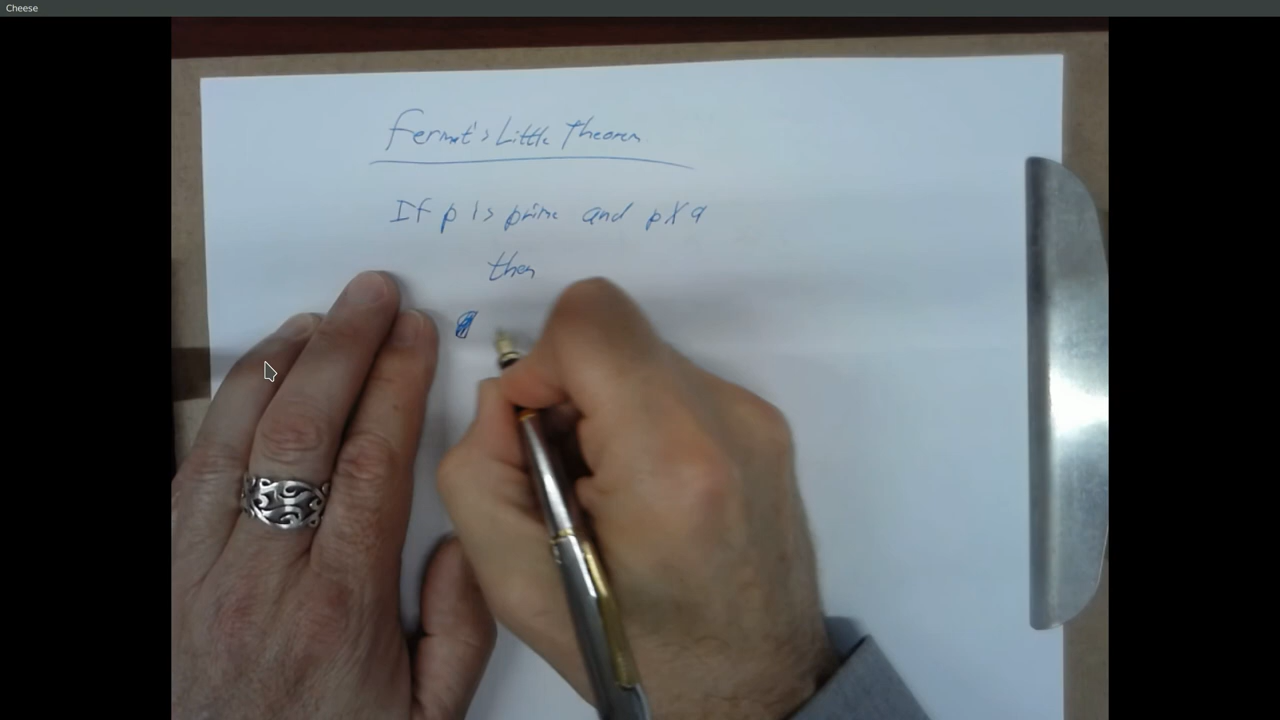 Cheese
Fermat's Little Theorem
If p is prime and p∤a
then